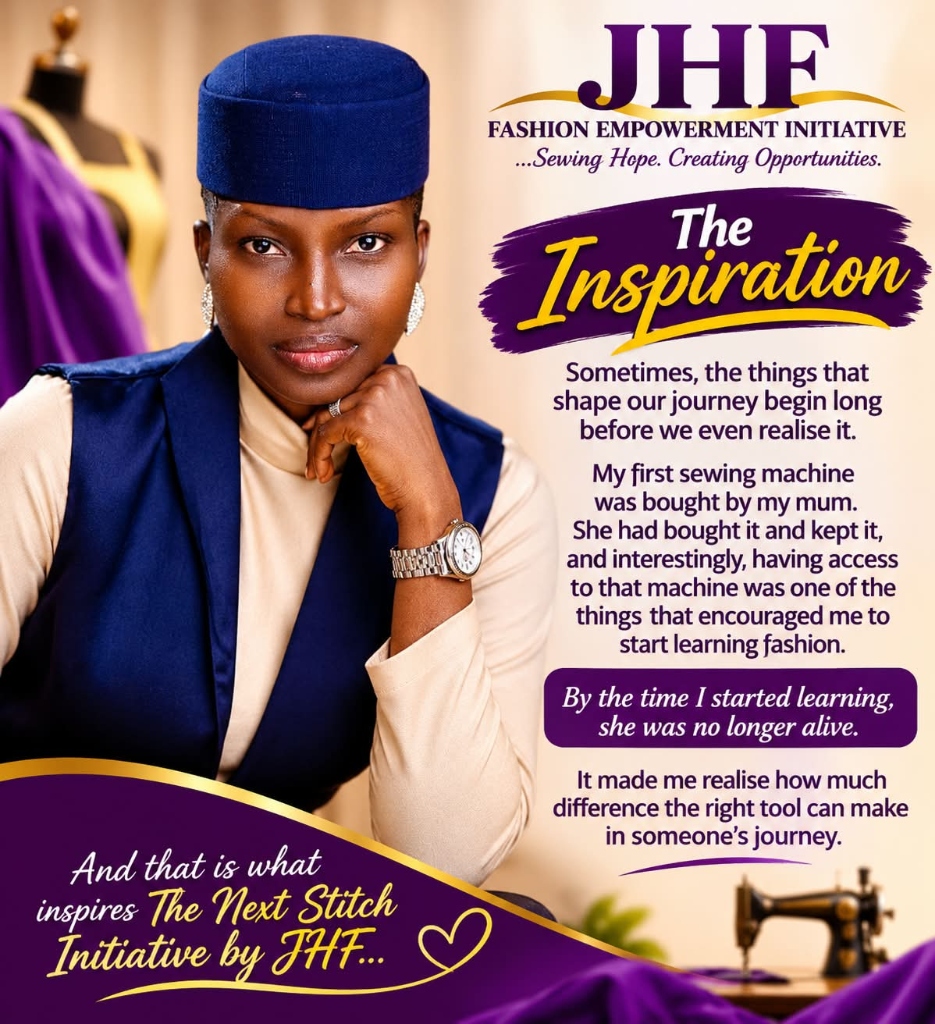 JHF
FASHION EMPOWERMENT INITIATIVE
...Sewing Hope. Creating Opportunities.
The
Inspiration
Sometimes, the things that
shape our journey begin long
before we even realise it.
My first sewing machine
was bought by my mum.
She had bought it and kept it,
and interestingly, having access
to that machine was one of the
things that encouraged me to
start learning fashion.
By the time I started learning,
she was no longer alive.
It made me realise how much
difference the right tool can make
in someone's journey.
And that is what
inspires The Next Stitch
Initiative by JHF...